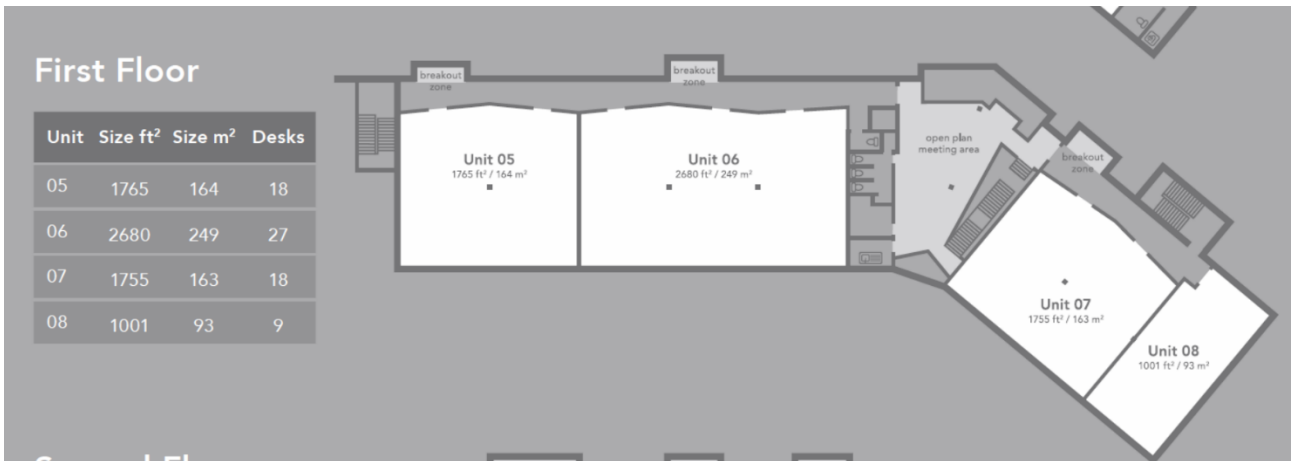 First Floor
Unit Size ft² Size m² Desks
05 1765 164 18
06 2680 249 27
07 1755 163 18
08 1001 93 9
breakout
zone
breakout
zone
Unit 05
1765 ft² / 164 m²
Unit 06
2680 ft² / 249 m²
open plan
meeting area
breakout
zone
Unit 07
1755 ft² / 163 m²
Unit 08
1001 ft² / 93 m²